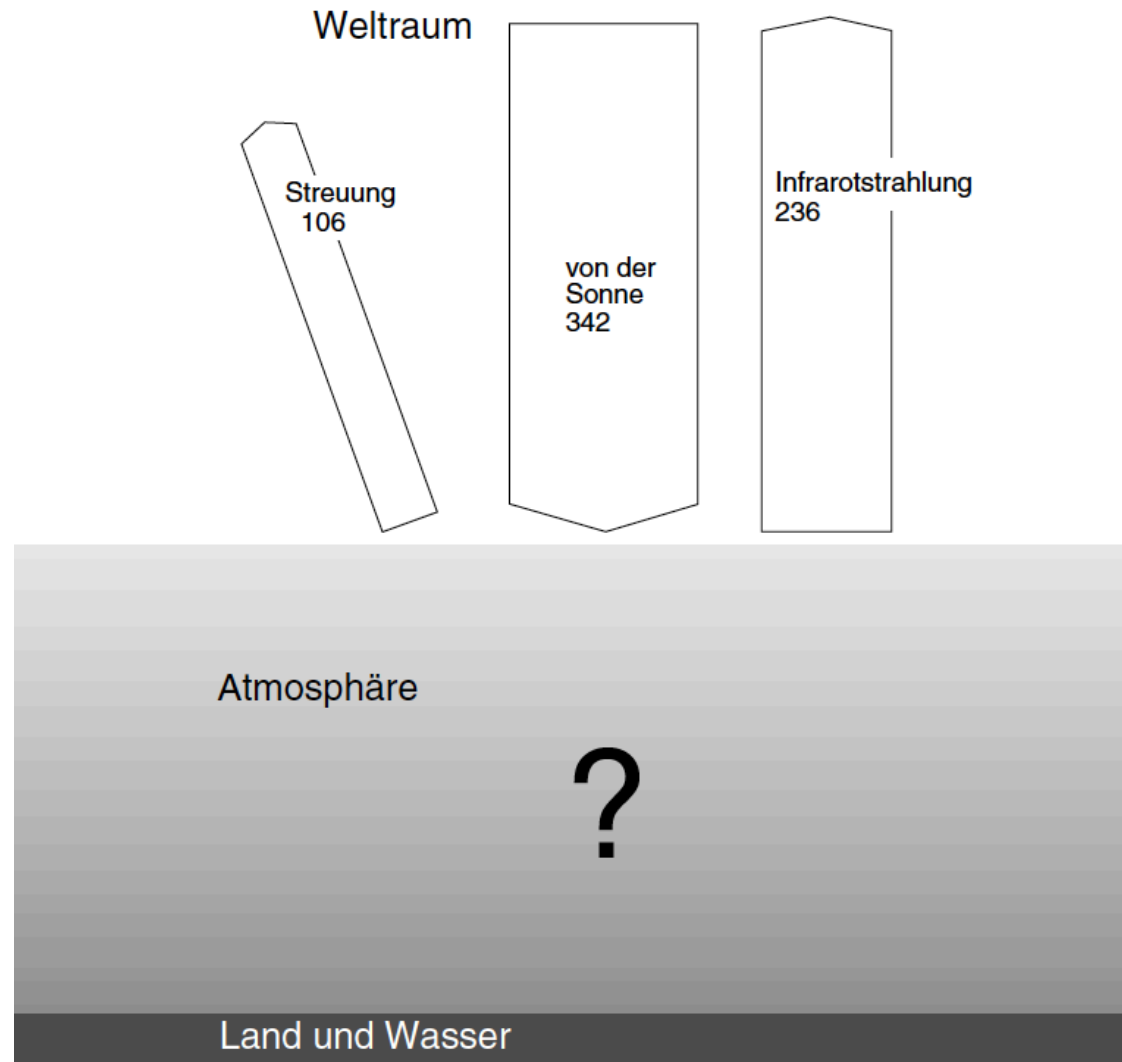 Weltraum
Streuung
106
von der
Sonne
342
Infrarotstrahlung
236
Atmosphäre
?
Land und Wasser